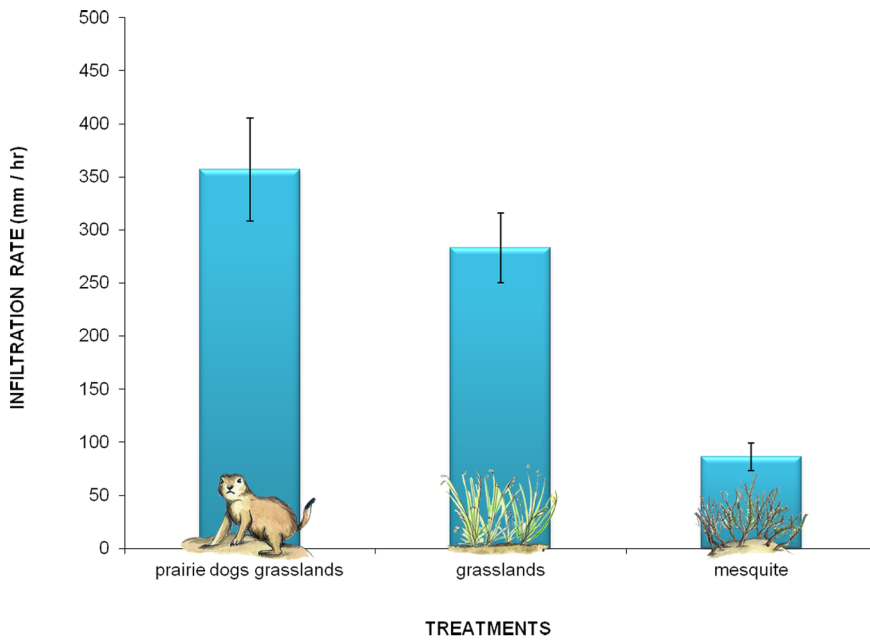 500
450
400
350
300
250
200
150
100
50
0
INFILTRATION RATE (mm / hr)
prairie dogs grasslands
grasslands
mesquite
TREATMENTS